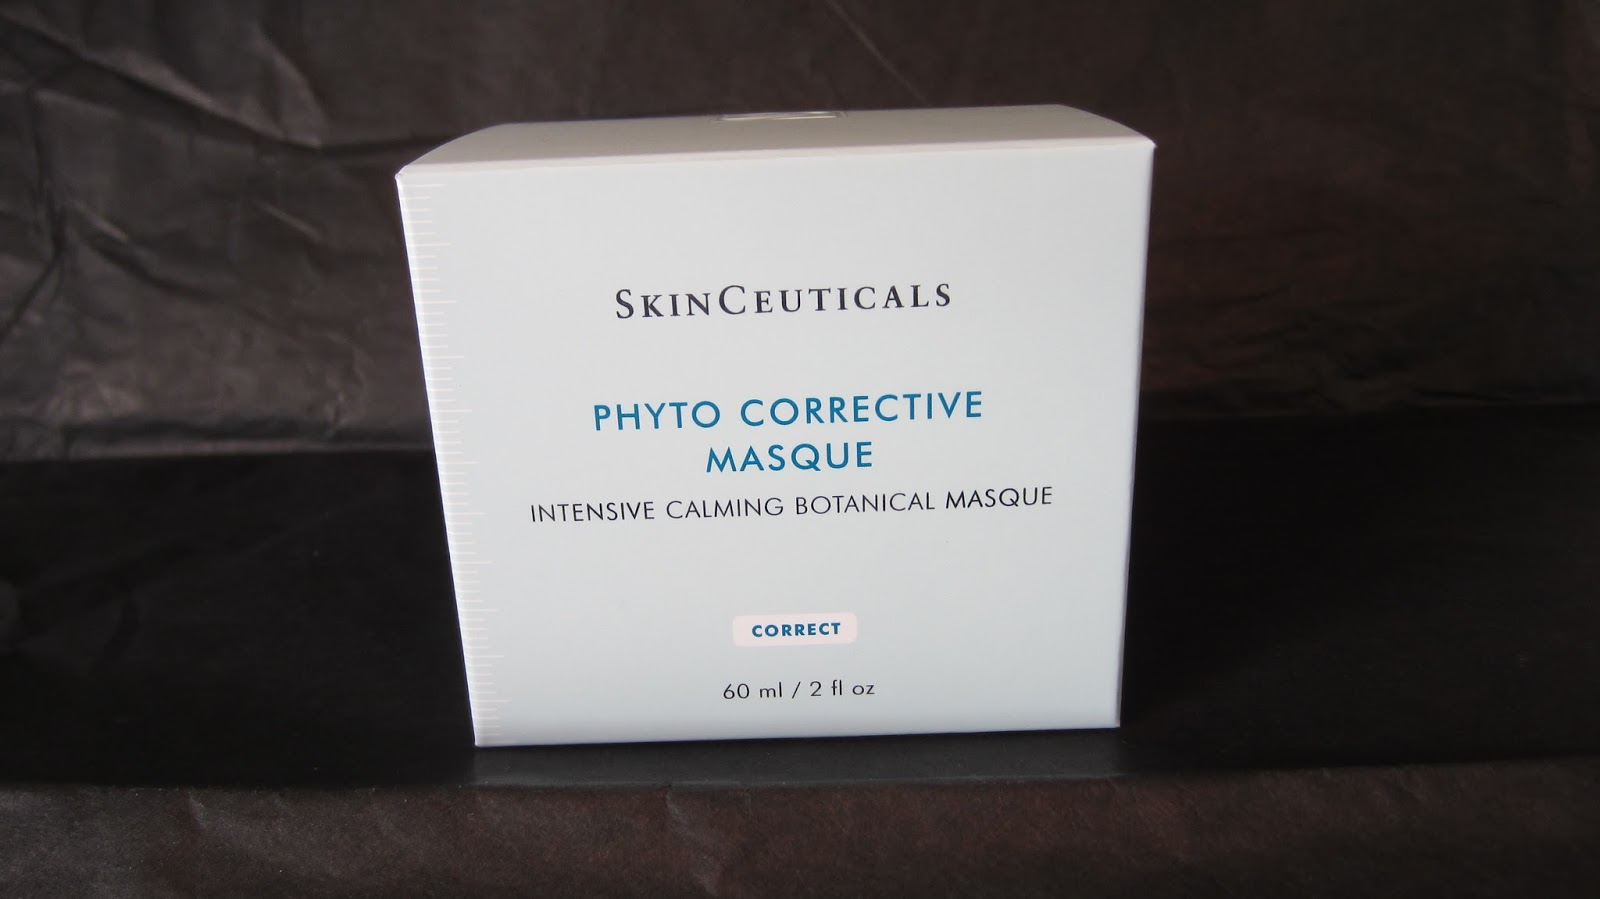 SKINCEUTICALS
PHYTO CORRECTIVE
MASQUE
INTENSIVE CALMING BOTANICAL MASQUE
CORRECT
60 ml / 2 fl oz